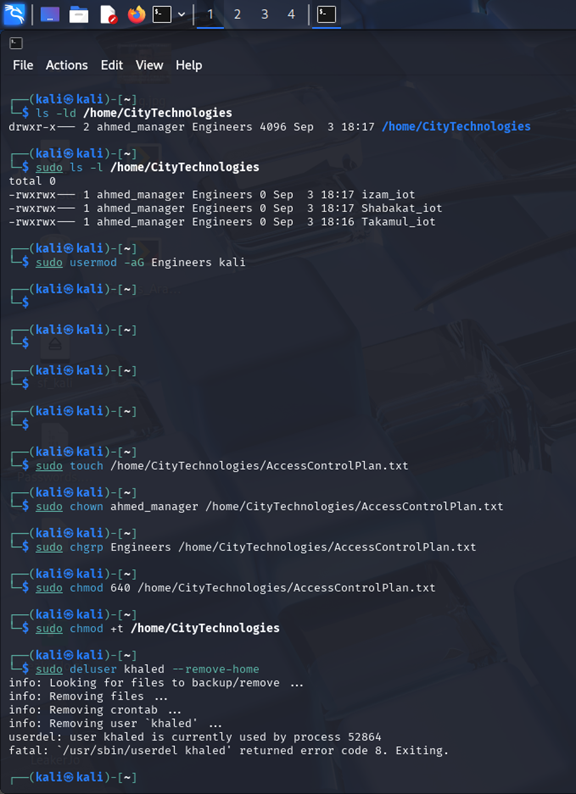 1 2 3 4
File Actions Edit View Help
┌──(kali㉿kali)-[~]
└─$ ls -ld /home/CityTechnologies
drwxr-x--- 2 ahmed_manager Engineers 4096 Sep  3 18:17 /home/CityTechnologies
┌──(kali㉿kali)-[~]
└─$ sudo ls -l /home/CityTechnologies
total 0
-rwxrwx--- 1 ahmed_manager Engineers 0 Sep  3 18:17 izam_iot
-rwxrwx--- 1 ahmed_manager Engineers 0 Sep  3 18:17 Shabakat_iot
-rwxrwx--- 1 ahmed_manager Engineers 0 Sep  3 18:16 Takamul_iot
┌──(kali㉿kali)-[~]
└─$ sudo usermod -aG Engineers kali
┌──(kali㉿kali)-[~]
└─$
┌──(kali㉿kali)-[~]
└─$
┌──(kali㉿kali)-[~]
└─$
┌──(kali㉿kali)-[~]
└─$
┌──(kali㉿kali)-[~]
└─$ sudo touch /home/CityTechnologies/AccessControlPlan.txt
┌──(kali㉿kali)-[~]
└─$ sudo chown ahmed_manager /home/CityTechnologies/AccessControlPlan.txt
┌──(kali㉿kali)-[~]
└─$ sudo chgrp Engineers /home/CityTechnologies/AccessControlPlan.txt
┌──(kali㉿kali)-[~]
└─$ sudo chmod 640 /home/CityTechnologies/AccessControlPlan.txt
┌──(kali㉿kali)-[~]
└─$ sudo chmod +t /home/CityTechnologies
┌──(kali㉿kali)-[~]
└─$ sudo deluser khaled --remove-home
info: Looking for files to backup/remove ...
info: Removing files ...
info: Removing crontab ...
info: Removing user `khaled' ...
userdel: user khaled is currently used by process 52864
fatal: `/usr/sbin/userdel khaled' returned error code 8. Exiting.
┌──(kali㉿kali)-[~]